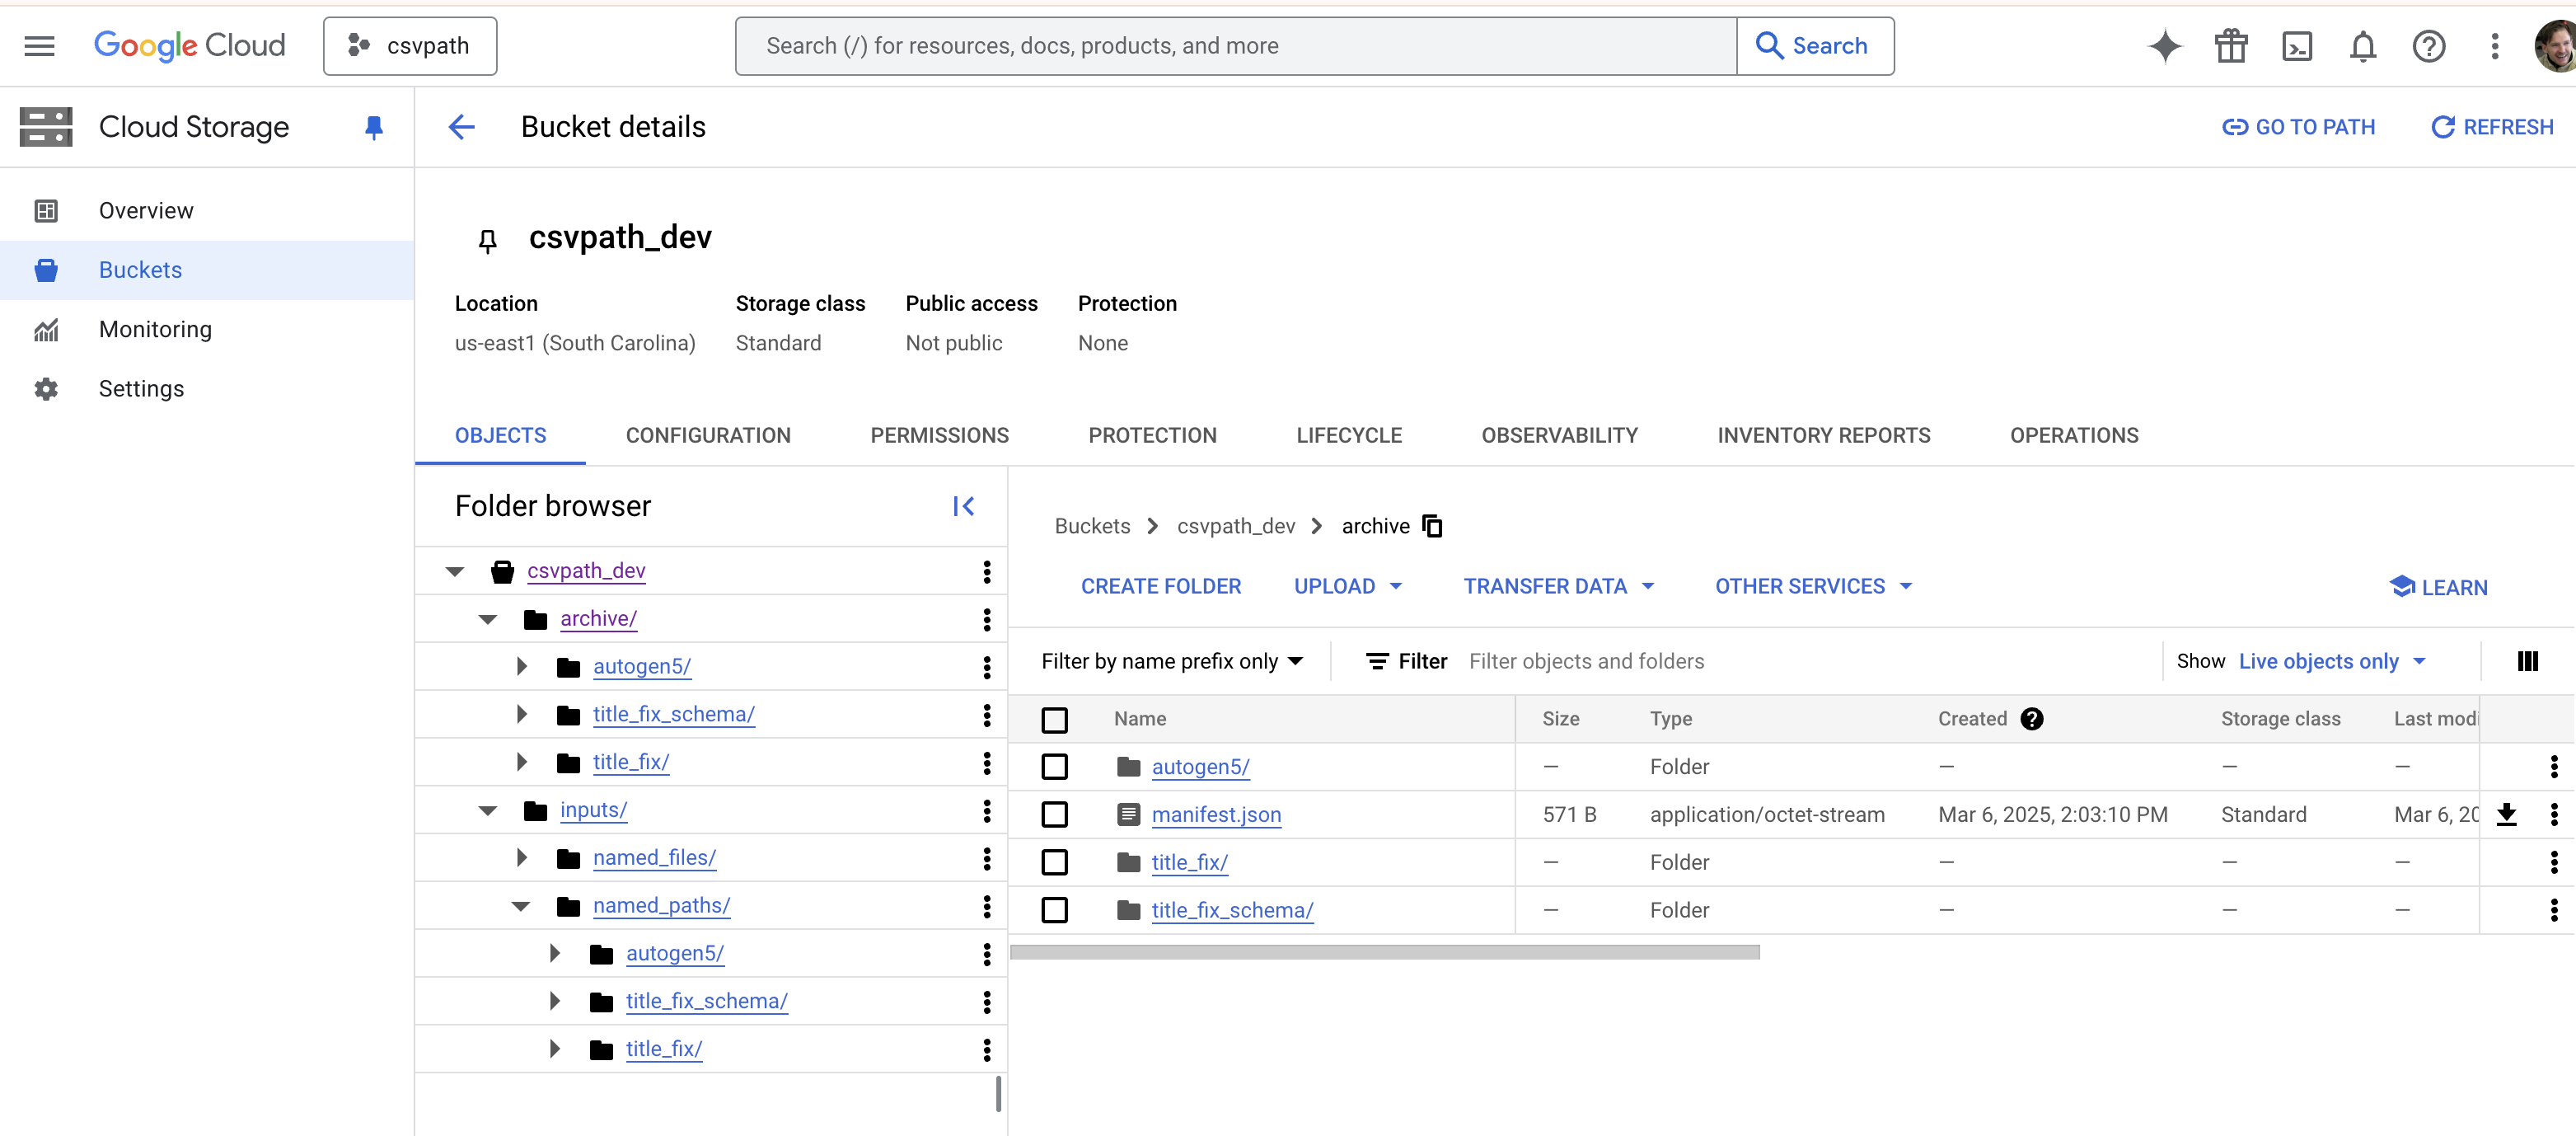 Google Cloud
csvpath
Search (/) for resources, docs, products, and more
Search
Cloud Storage
Bucket details
GO TO PATH
REFRESH
Overview
Buckets
Monitoring
Settings
csvpath_dev
Location Storage class Public access Protection
us-east1 (South Carolina) Standard Not public None
OBJECTS CONFIGURATION PERMISSIONS PROTECTION LIFECYCLE OBSERVABILITY INVENTORY REPORTS OPERATIONS
Folder browser
csvpath_dev
archive/
autogen5/
title_fix_schema/
title_fix/
inputs/
named_files/
named_paths/
autogen5/
title_fix_schema/
title_fix/
Buckets csvpath_dev archive
CREATE FOLDER UPLOAD TRANSFER DATA OTHER SERVICES LEARN
Filter by name prefix only Filter Filter objects and folders Show Live objects only
Name Size Type Created Storage class Last modi
autogen5/ — Folder — — —
manifest.json 571 B application/octet-stream Mar 6, 2025, 2:03:10 PM Standard Mar 6, 20
title_fix/ — Folder — — —
title_fix_schema/ — Folder — — —